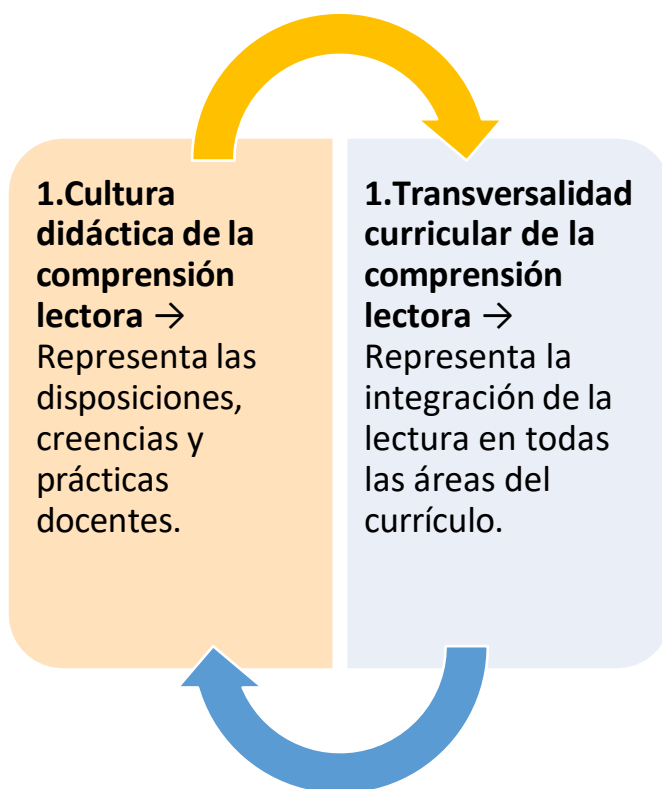 1.Cultura
didáctica de la
comprensión
lectora →
Representa las
disposiciones,
creencias y
prácticas
docentes.
1.Transversalidad
curricular de la
comprensión
lectora →
Representa la
integración de la
lectura en todas
las áreas del
currículo.